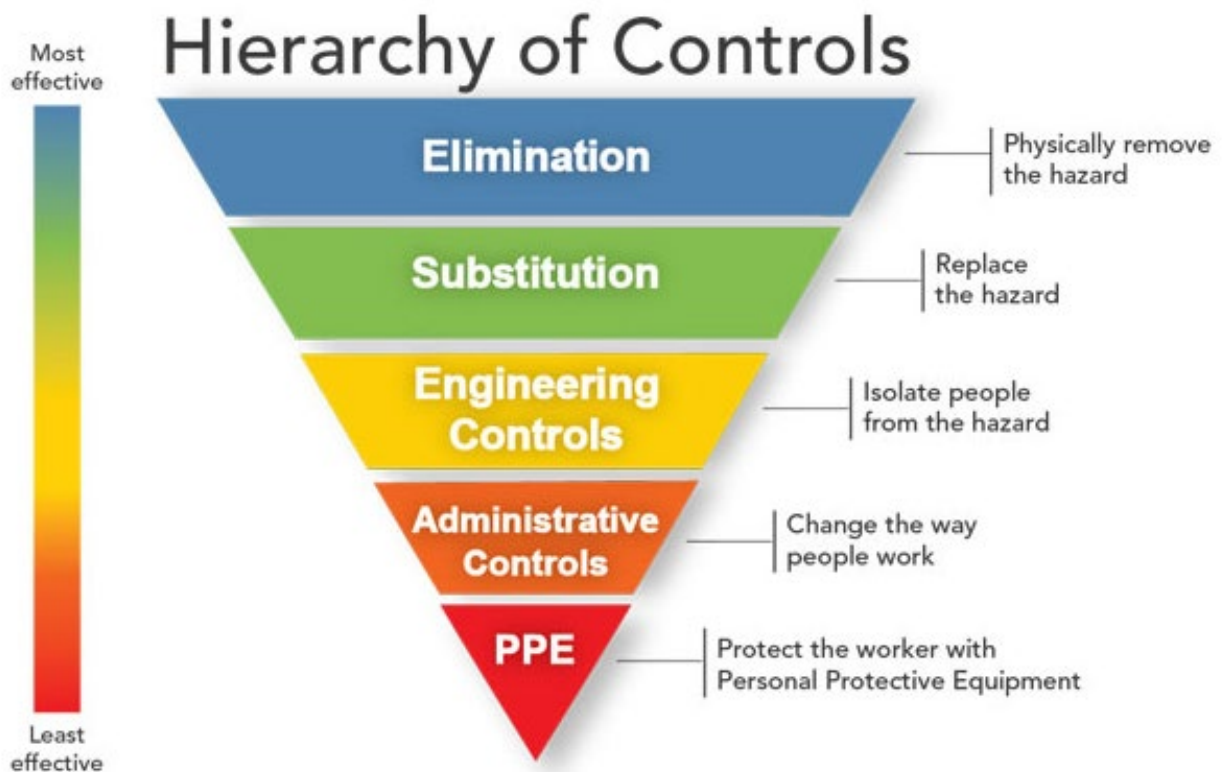 Hierarchy of Controls
Most
effective
Elimination
Physically remove
the hazard
Substitution
Replace
the hazard
Engineering
Controls
Isolate people
from the hazard
Administrative
Controls
Change the way
people work
PPE
Protect the worker with
Personal Protective Equipment
Least
effective